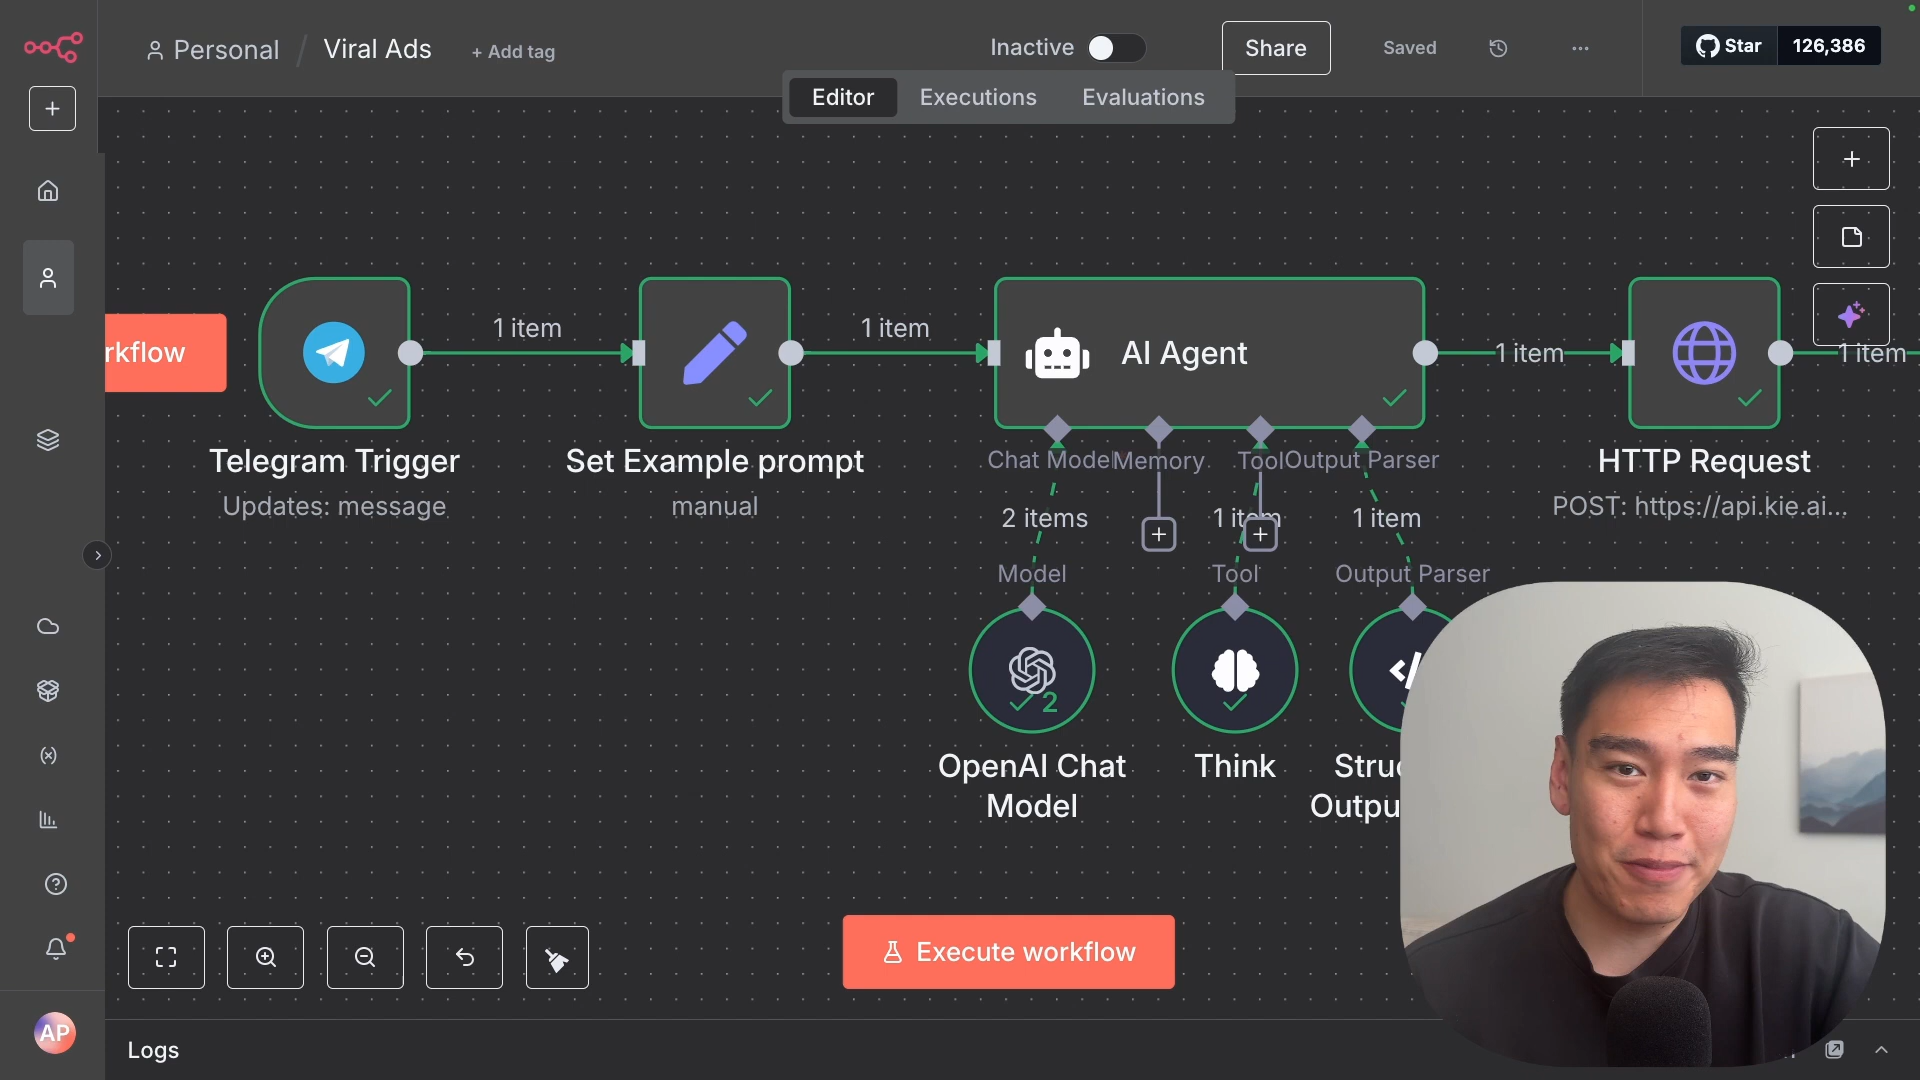 Personal / Viral Ads + Add tag
Inactive
Share
Saved
Star 126,386
Editor Executions Evaluations
rkflow
1 item
1 item
1 item
1 item
AI Agent
Telegram Trigger
Updates: message
Set Example prompt
manual
Chat Model
Memory
Tool
Output Parser
HTTP Request
POST: https://api.kie.ai...
2 items
1 item
1 item
Model
Tool
Output Parser
2
OpenAI Chat
Model
Think
Struc
Outpu
Execute workflow
AP
Logs